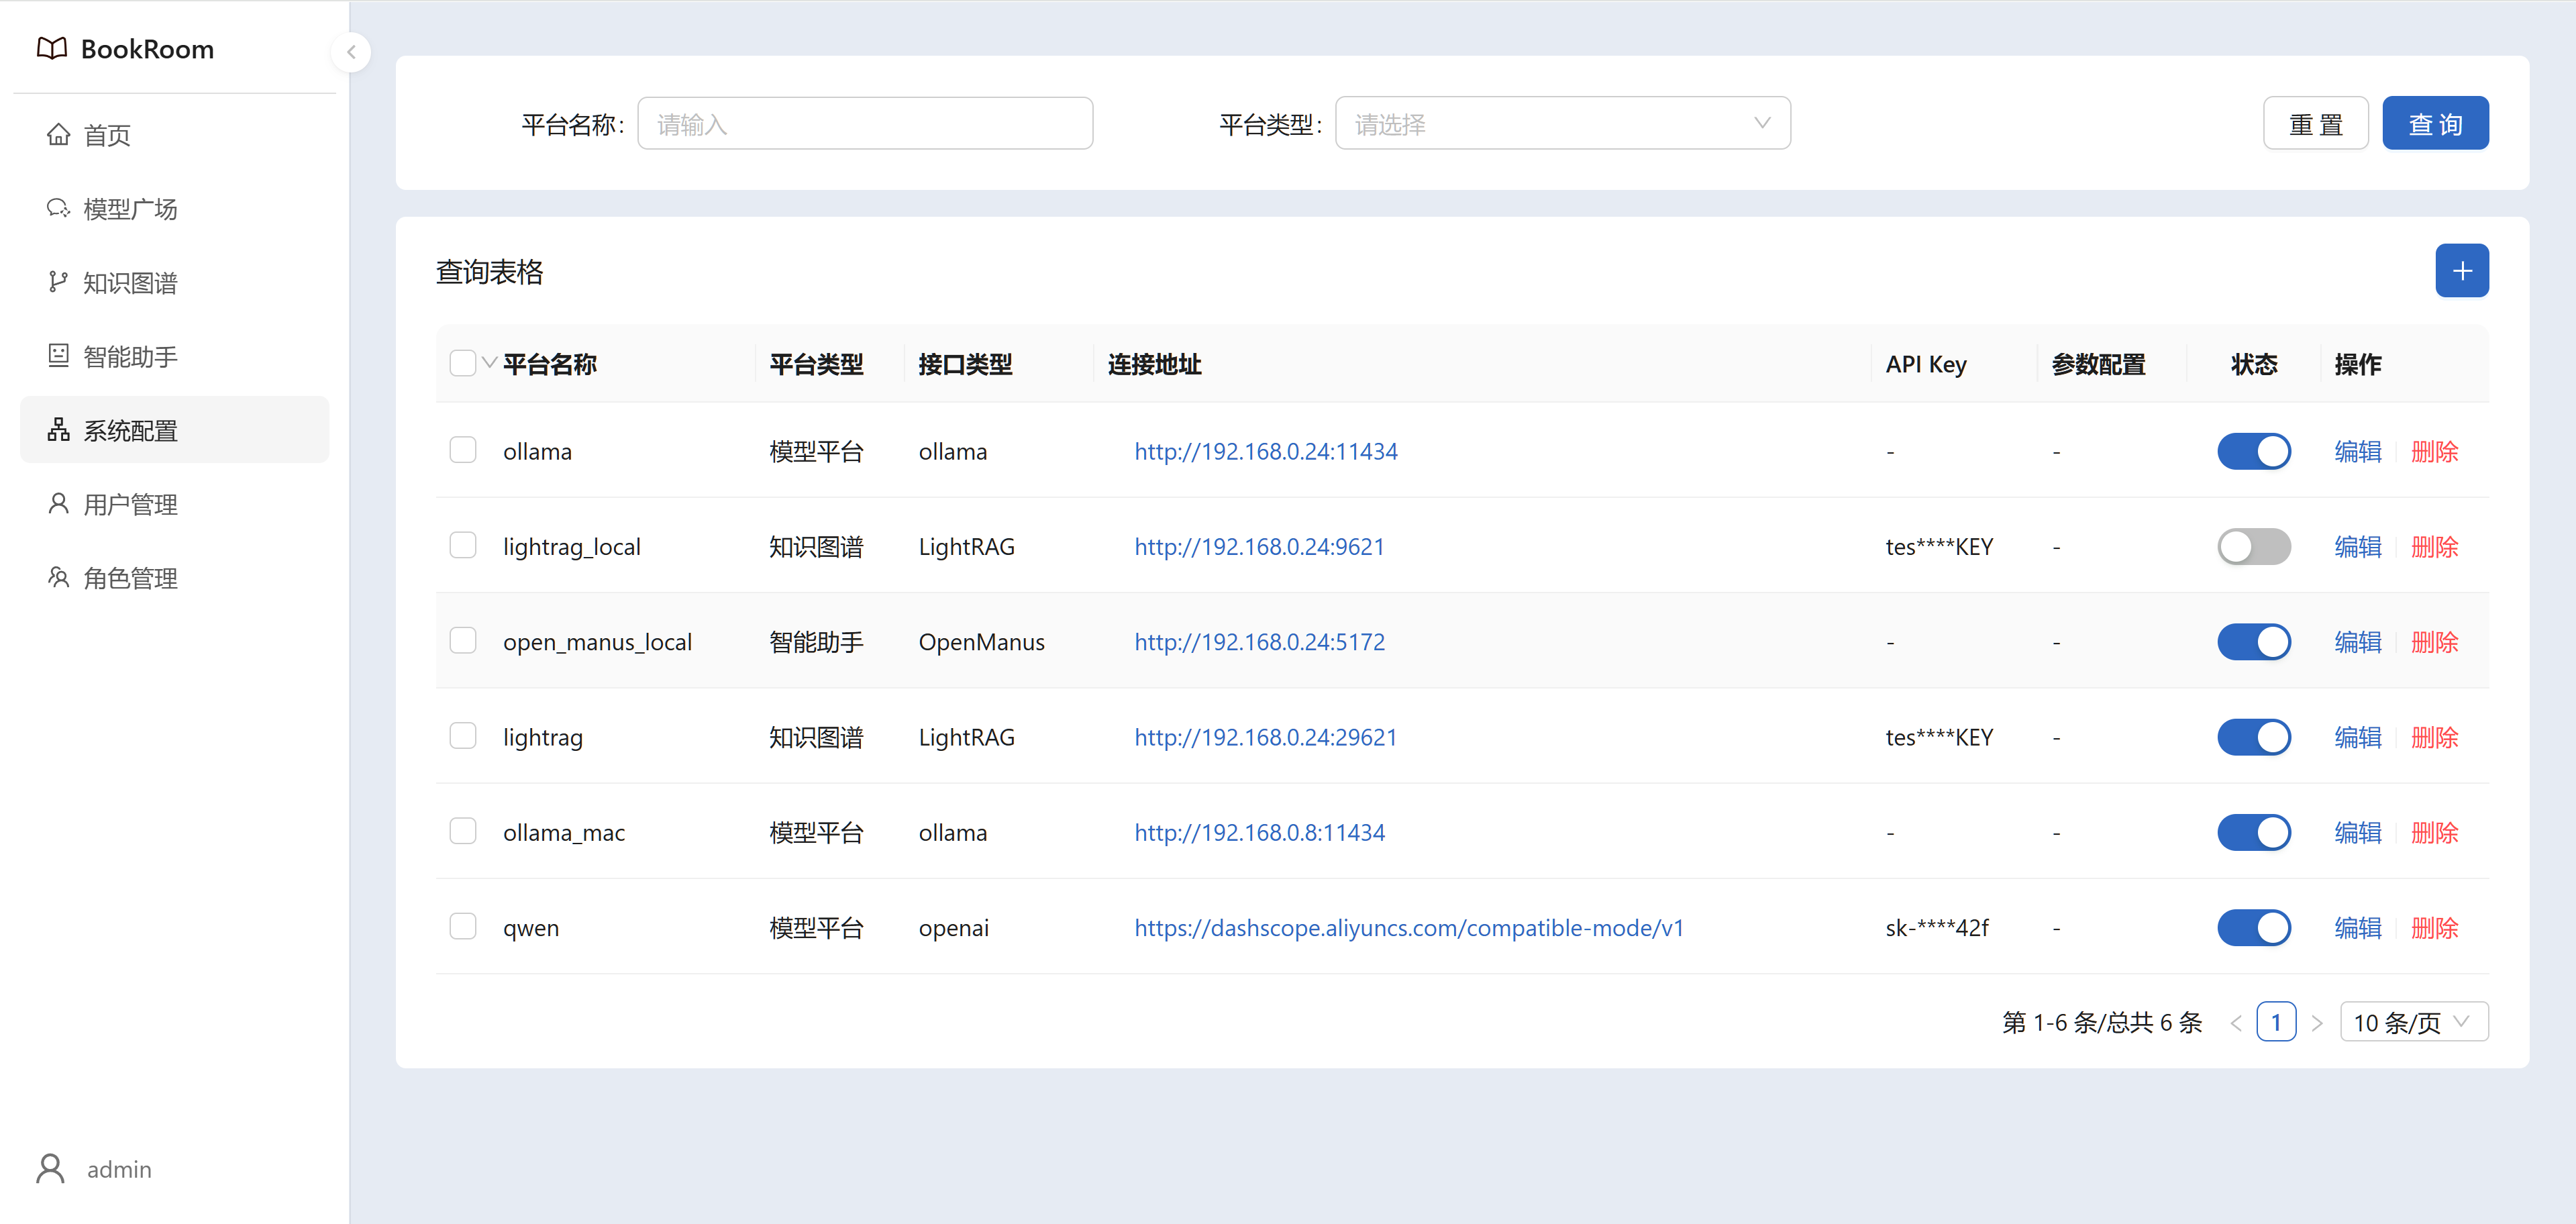 BookRoom
首页
模型广场
知识图谱
智能助手
系统配置
用户管理
角色管理
admin
平台名称: 请输入 平台类型: 请选择 重置 查询
查询表格
平台名称 平台类型 接口类型 连接地址 API Key 参数配置 状态 操作
ollama 模型平台 ollama http://192.168.0.24:11434 - - 编辑 删除
lightrag_local 知识图谱 LightRAG http://192.168.0.24:9621 tes****KEY - 编辑 删除
open_manus_local 智能助手 OpenManus http://192.168.0.24:5172 - - 编辑 删除
lightrag 知识图谱 LightRAG http://192.168.0.24:29621 tes****KEY - 编辑 删除
ollama_mac 模型平台 ollama http://192.168.0.8:11434 - - 编辑 删除
qwen 模型平台 openai https://dashscope.aliyuncs.com/compatible-mode/v1 sk-****42f - 编辑 删除
第 1-6 条/总共 6 条 < 1 > 10 条/页